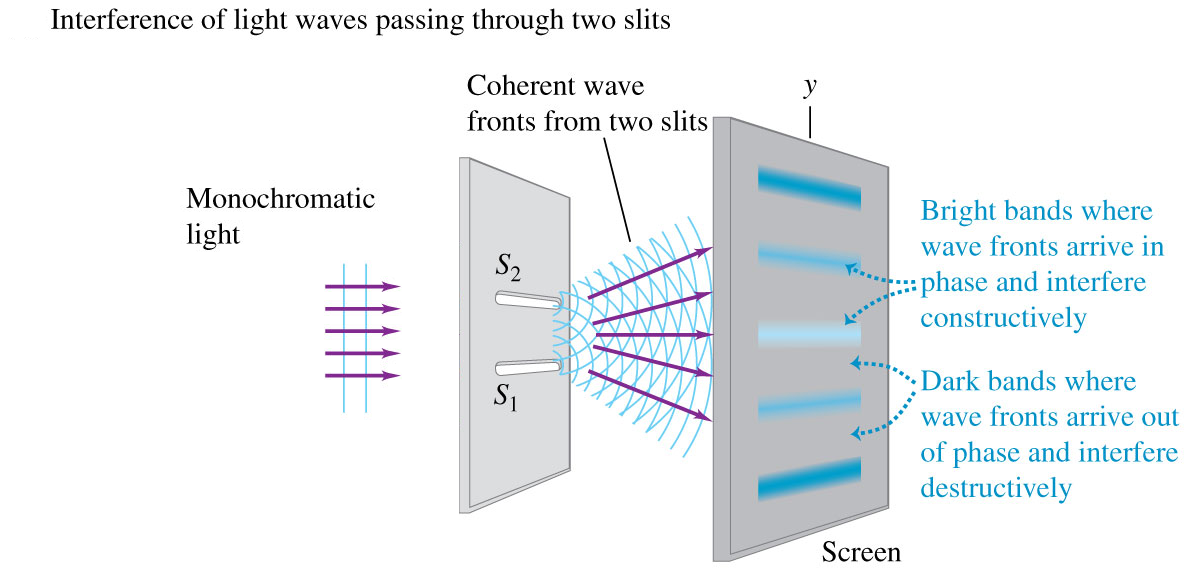 Interference of light waves passing through two slits
Coherent wave
fronts from two slits
y
Monochromatic
light
S2
S1
Bright bands where
wave fronts arrive in
phase and interfere
constructively
Dark bands where
wave fronts arrive out
of phase and interfere
destructively
Screen